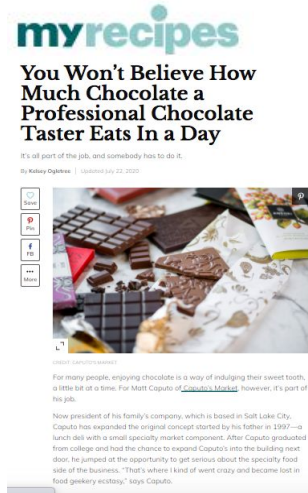 myrecipes
You Won't Believe How
Much Chocolate a
Professional Chocolate
Taster Eats In a Day
It's all part of the job, and somebody has to do it.
By Kelsey Ogletree | Updated July 22, 2020
Save
Pin
FB
More
CREDIT: CAPUTO'S MARKET
For many people, enjoying chocolate is a way of indulging their sweet tooth,
a little bit at a time. For Matt Caputo of Caputo's Market, however, it's part of
his job.
Now president of his family's company, which is based in Salt Lake City,
Caputo has expanded the original concept started by his father in 1997—a
lunch deli with a small specialty market component. After Caputo graduated
from college and had the chance to expand Caputo's into the building next
door, he jumped at the opportunity to get serious about the specialty food
side of the business. "That's where I kind of went crazy and became lost in
food geekery ecstasy," says Caputo.